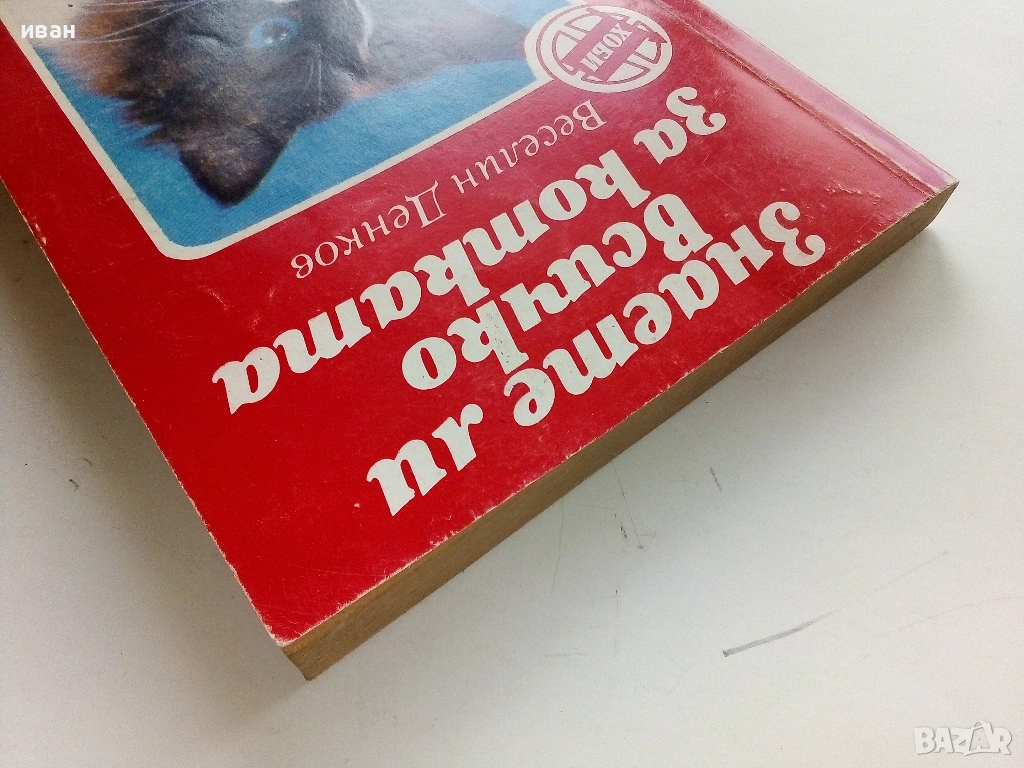 иван
Знаете ли
всичко
за котката
Веселин Денков
ХОБИ
BAZAR